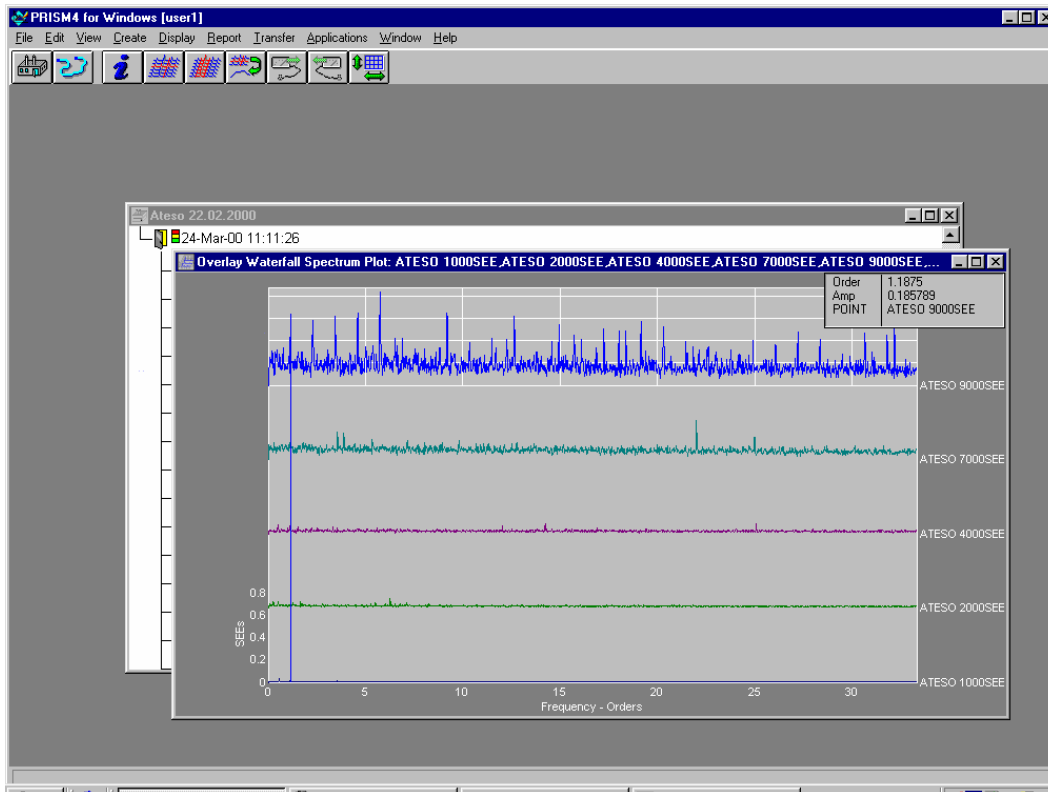 PRISM4 for Windows [user1]
File Edit View Create Display Report Transfer Applications Window Help
Ateso 22.02.2000
24-Mar-00 11:11:26
Overlay Waterfall Spectrum Plot: ATESO 1000SEE,ATESO 2000SEE,ATESO 4000SEE,ATESO 7000SEE,ATESO 9000SEE,...
Order 1.1875
Amp 0.185789
POINT ATESO 9000SEE
ATESO 9000SEE
ATESO 7000SEE
ATESO 4000SEE
0.8
ATESO 2000SEE
0.6
SEEs
0.4
0.2
0
ATESO 1000SEE
0 5 10 15 20 25 30
Frequency - Orders